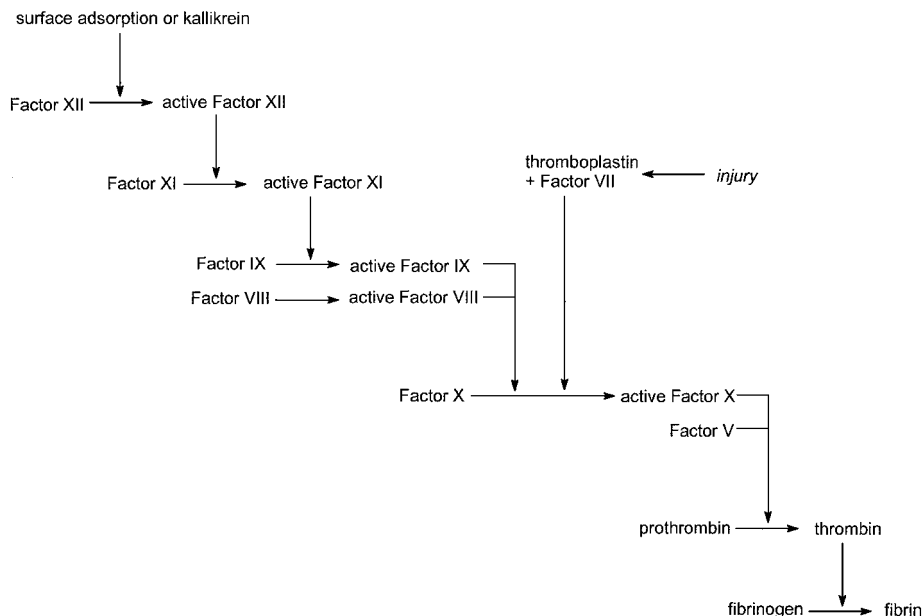 surface adsorption or kallikrein
Factor XII
active Factor XII
Factor XI
active Factor XI
thromboplastin
+ Factor VII
injury
Factor IX
active Factor IX
Factor VIII
active Factor VIII
Factor X
active Factor X
Factor V
prothrombin
thrombin
fibrinogen
fibrin